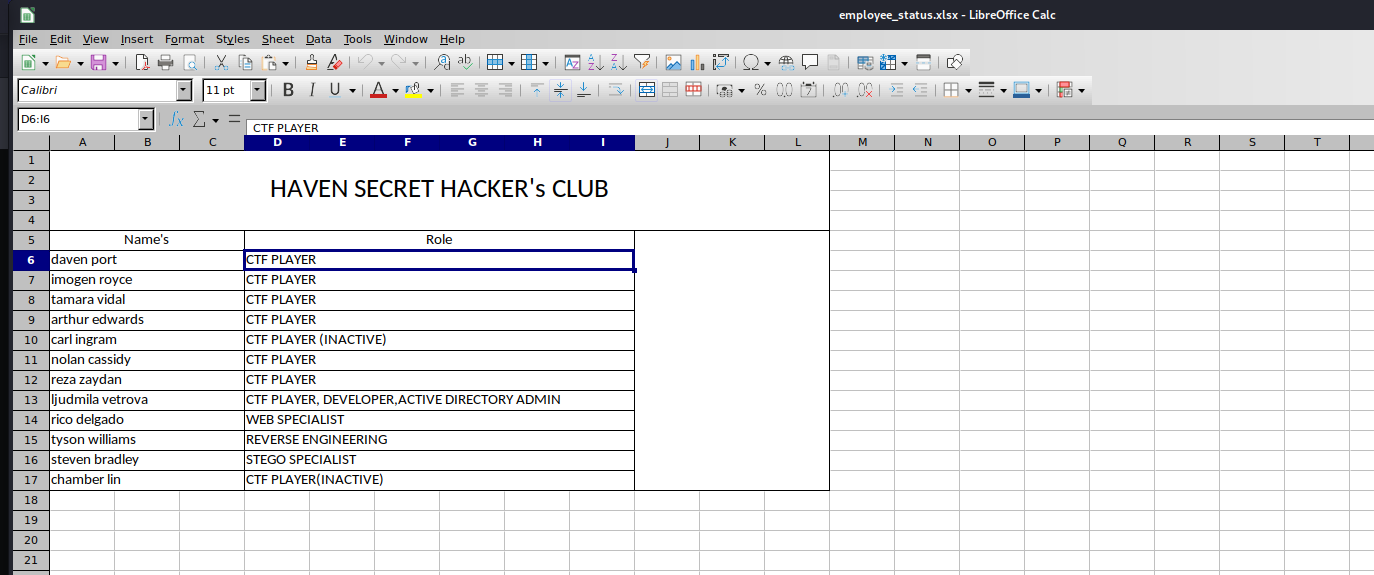 employee_status.xlsx - LibreOffice Calc
File Edit View Insert Format Styles Sheet Data Tools Window Help
Calibri 11 pt B I U A
D6:I6 CTF PLAYER
A B C D E F G H I J K L M N O P Q R S T
1
2 HAVEN SECRET HACKER's CLUB
3
4
5 Name's Role
6 daven port CTF PLAYER
7 imogen royce CTF PLAYER
8 tamara vidal CTF PLAYER
9 arthur edwards CTF PLAYER
10 carl ingram CTF PLAYER (INACTIVE)
11 nolan cassidy CTF PLAYER
12 reza zaydan CTF PLAYER
13 ljudmila vetrova CTF PLAYER, DEVELOPER,ACTIVE DIRECTORY ADMIN
14 rico delgado WEB SPECIALIST
15 tyson williams REVERSE ENGINEERING
16 steven bradley STEGO SPECIALIST
17 chamber lin CTF PLAYER(INACTIVE)
18
19
20
21